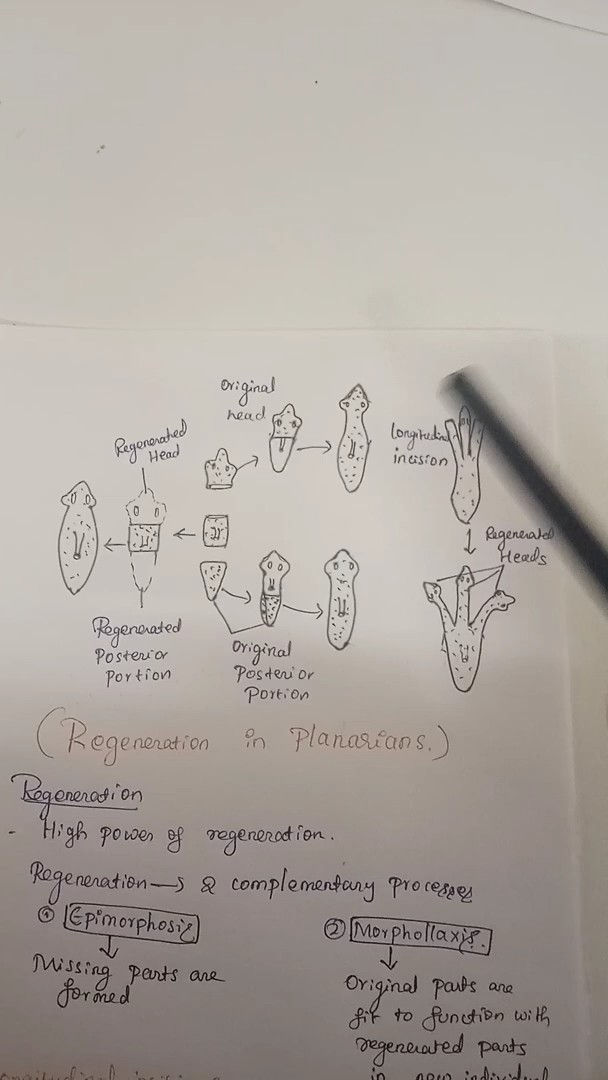 Original
head
Regenerated
Head
Longitudinal
incision
Regenerated
Heads
Regenerated
Posterior
portion
Original
Posterior
Portion
(Regeneration in Planarians.)
Regeneration
- High power of regeneration.
Regeneration → 2 complementary processes
① Epimorphosis
Missing parts are
formed
② Morphollaxis.
Original parts are
fit to function with
regenerated parts
in new individual